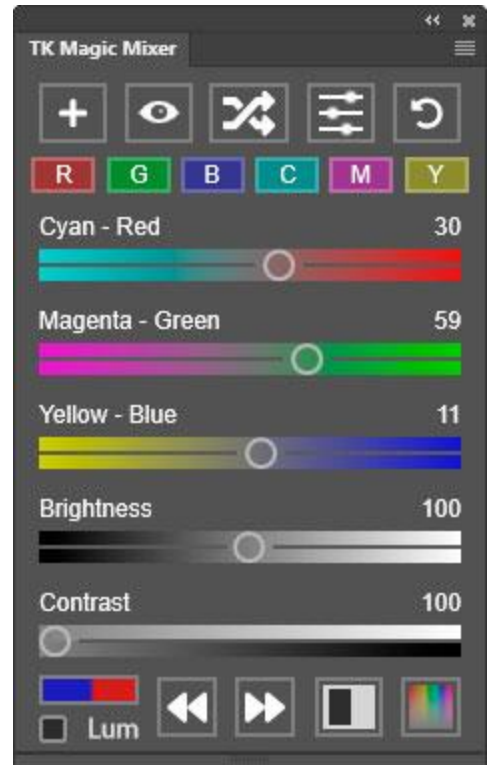 TK Magic Mixer
R G B C M Y
Cyan - Red 30
Magenta - Green 59
Yellow - Blue 11
Brightness 100
Contrast 100
Lum